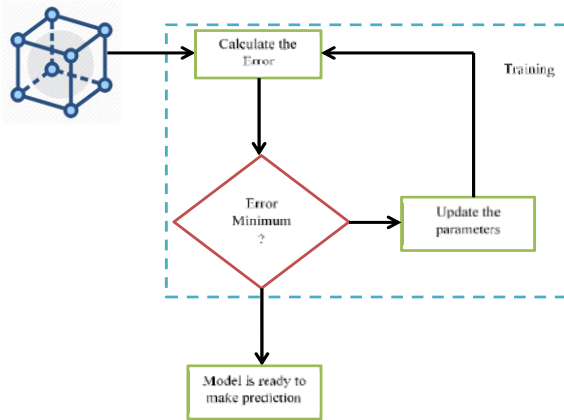 Calculate the
Error
Training
Error
Minimum
?
Update the
parameters
Model is ready to
make prediction